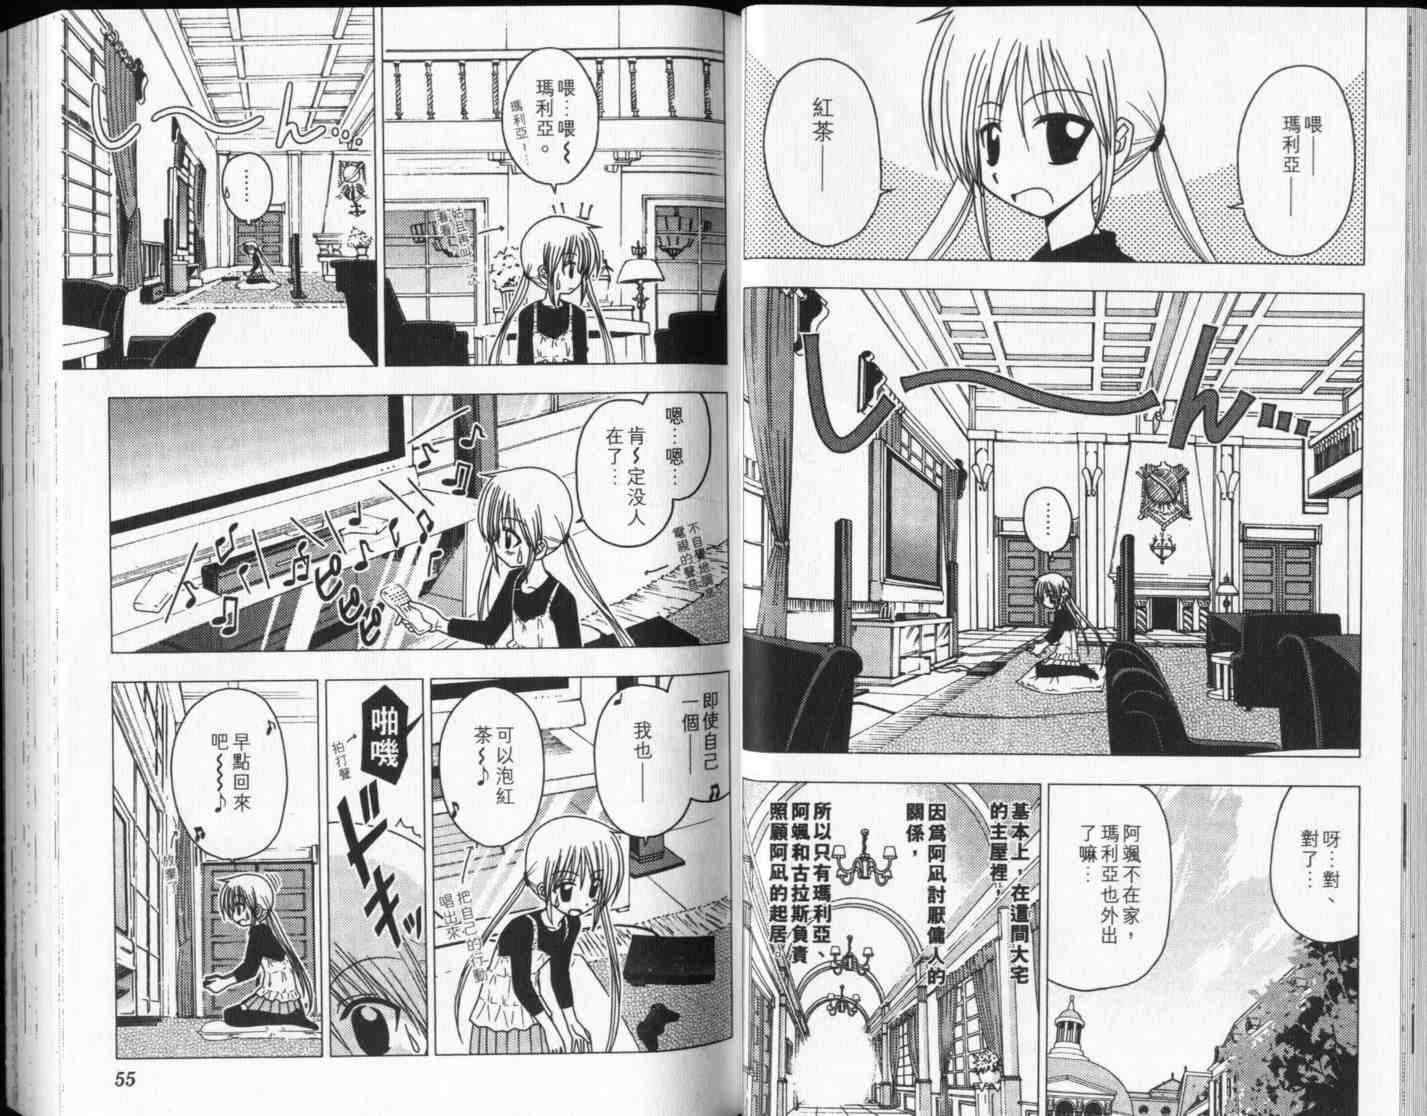 喂——
瑪利亞—
紅茶——
しーん…
……
呀…對、
對了…
阿颯不在家，
瑪利亞也外出
了嘛…
基本上，在這間大宅
的主屋裡，
因為阿凪討厭傭人的
關係，
所以只有瑪利亞、
阿颯和古拉斯負責
照顧阿凪的起居。
喂…喂～
瑪利亞。
瑪利亞—…
しーん…
……
嗯…嗯…
肯～定没人
在了…
不自覺地調高
電視的聲音
ピピピ
即使自己
一個——
我也——
可以泡紅
茶～♪
把自己的行動
唱出來
啪嘰
拍打聲
ドキッ
早點回來
吧～～♪
放棄了
55